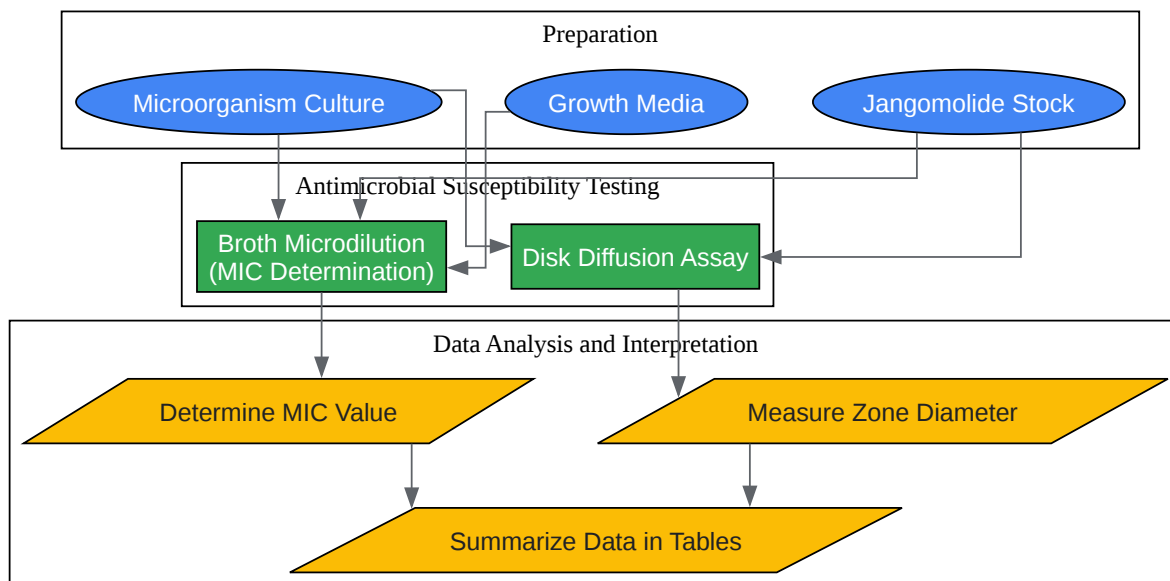 Preparation
Microorganism Culture
Growth Media
Jangomolide Stock
Antimicrobial Susceptibility Testing
Broth Microdilution
(MIC Determination)
Disk Diffusion Assay
Data Analysis and Interpretation
Determine MIC Value
Measure Zone Diameter
Summarize Data in Tables